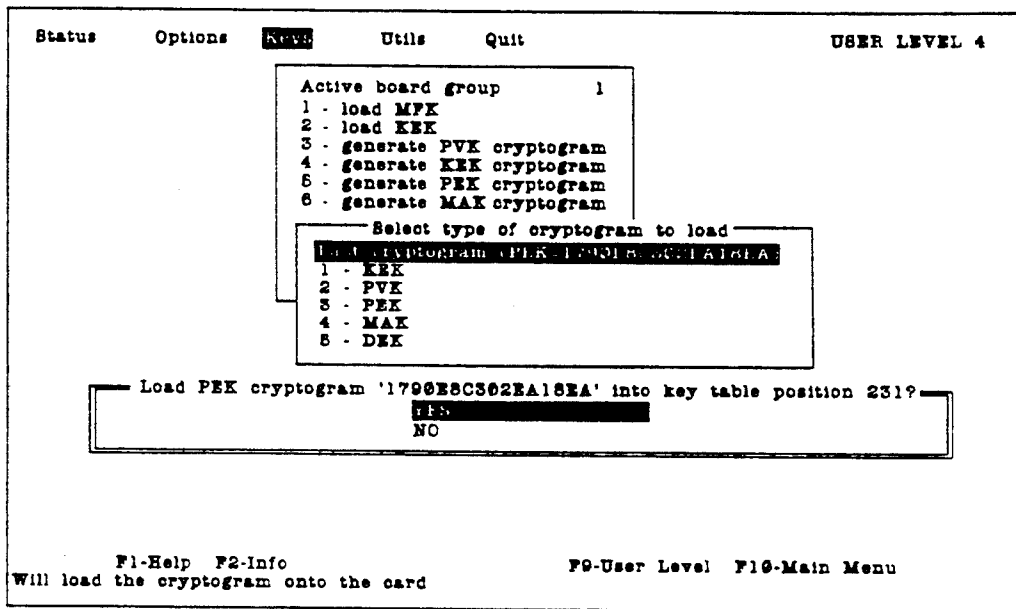 Status Options Keys Utils Quit USER LEVEL 4
Active board group 1
1 - load MFK
2 - load KEK
3 - generate PVK cryptogram
4 - generate KEK cryptogram
5 - generate PEK cryptogram
6 - generate MAK cryptogram
Select type of cryptogram to load
Load cryptogram (PEK
1 - KEK
2 - PVK
3 - PEK
4 - MAK
5 - DEK
Load PEK cryptogram '1790E8C302EA18EA' into key table position 231?
YES
NO
F1-Help F2-Info F9-User Level F10-Main Menu
Will load the cryptogram onto the card